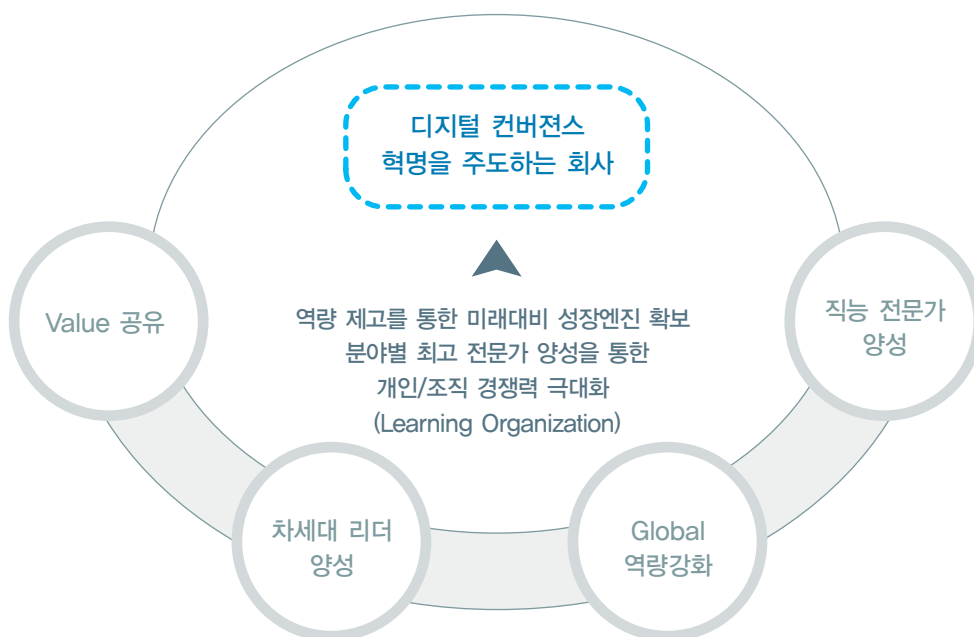 디지털 컨버젼스
혁명을 주도하는 회사
Value 공유
역량 제고를 통한 미래대비 성장엔진 확보
분야별 최고 전문가 양성을 통한
개인/조직 경쟁력 극대화
(Learning Organization)
직능 전문가
양성
차세대 리더
양성
Global
역량강화